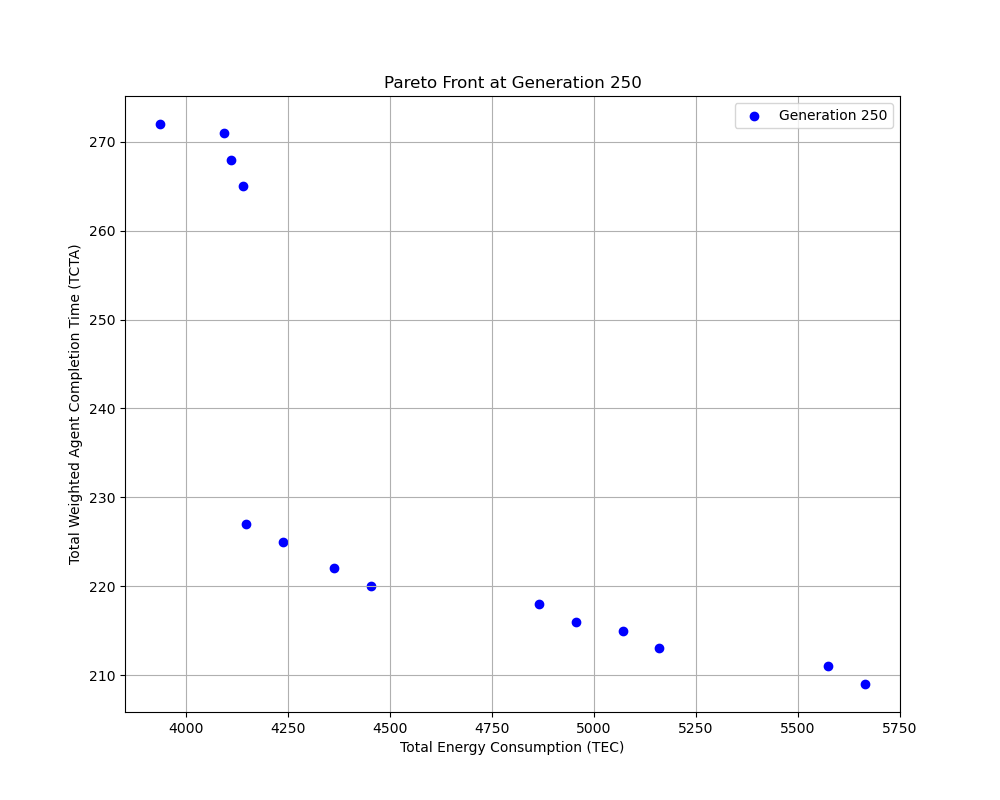 Pareto Front at Generation 250
Generation 250
Total Weighted Agent Completion Time (TCTA)
270
260
250
240
230
220
210
4000 4250 4500 4750 5000 5250 5500 5750
Total Energy Consumption (TEC)